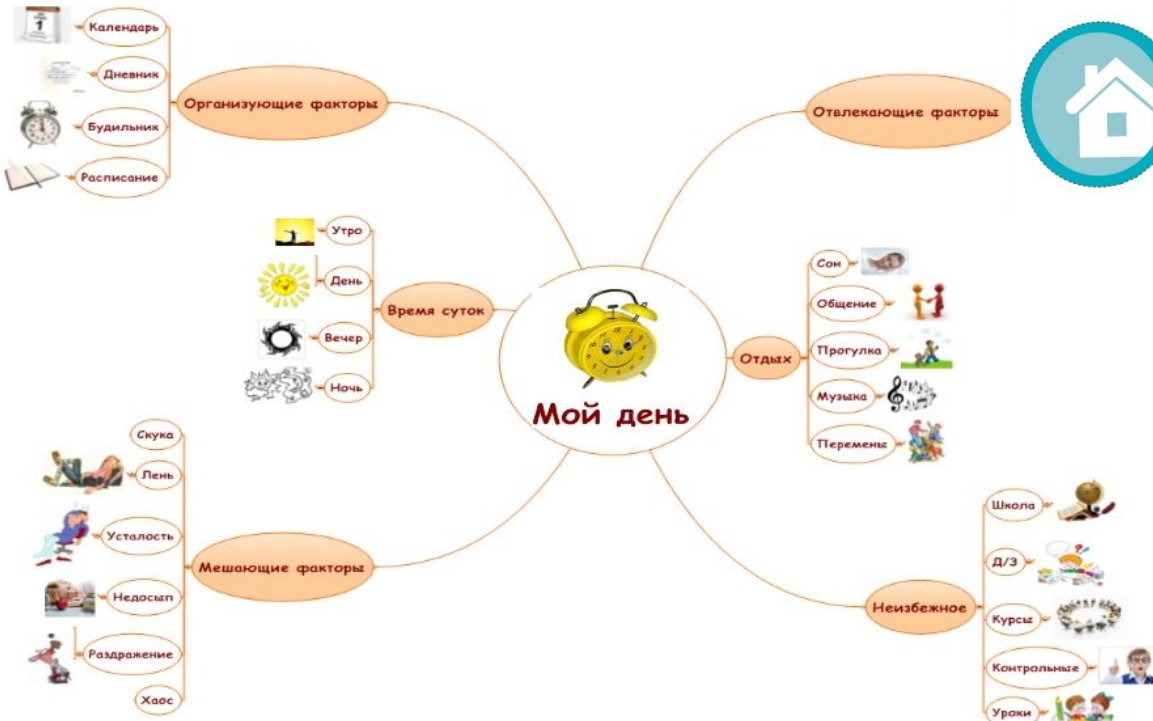 Календарь
Дневник
Будильник
Расписание
Организующие факторы
Отвлекающие факторы
Утро
День
Вечер
Ночь
Время суток
Мой день
Отдых
Сон
Общение
Прогулка
Музыка
Перемены
Скука
Лень
Усталость
Недосып
Раздражение
Хаос
Мешающие факторы
Неизбежное
Школа
Д/З
Курсы
Контрольные
Уроки